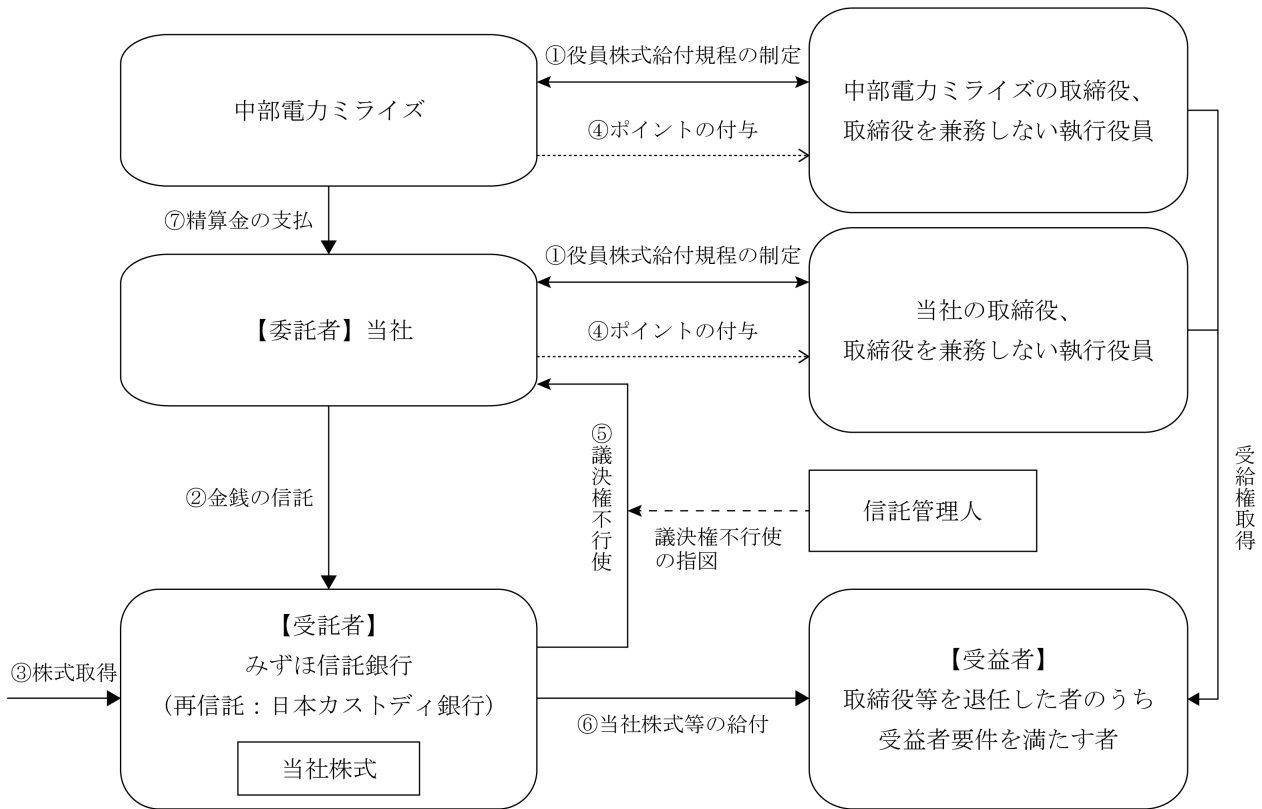 中部電力ミライズ
①役員株式給付規程の制定
④ポイントの付与
中部電力ミライズの取締役、
取締役を兼務しない執行役員
⑦精算金の支払
【委託者】当社
①役員株式給付規程の制定
④ポイントの付与
当社の取締役、
取締役を兼務しない執行役員
②金銭の信託
⑤議決権不行使
議決権不行使
の指図
信託管理人
受給権取得
③株式取得
【受託者】
みずほ信託銀行
（再信託：日本カストディ銀行）
当社株式
⑥当社株式等の給付
【受益者】
取締役等を退任した者のうち
受益者要件を満たす者